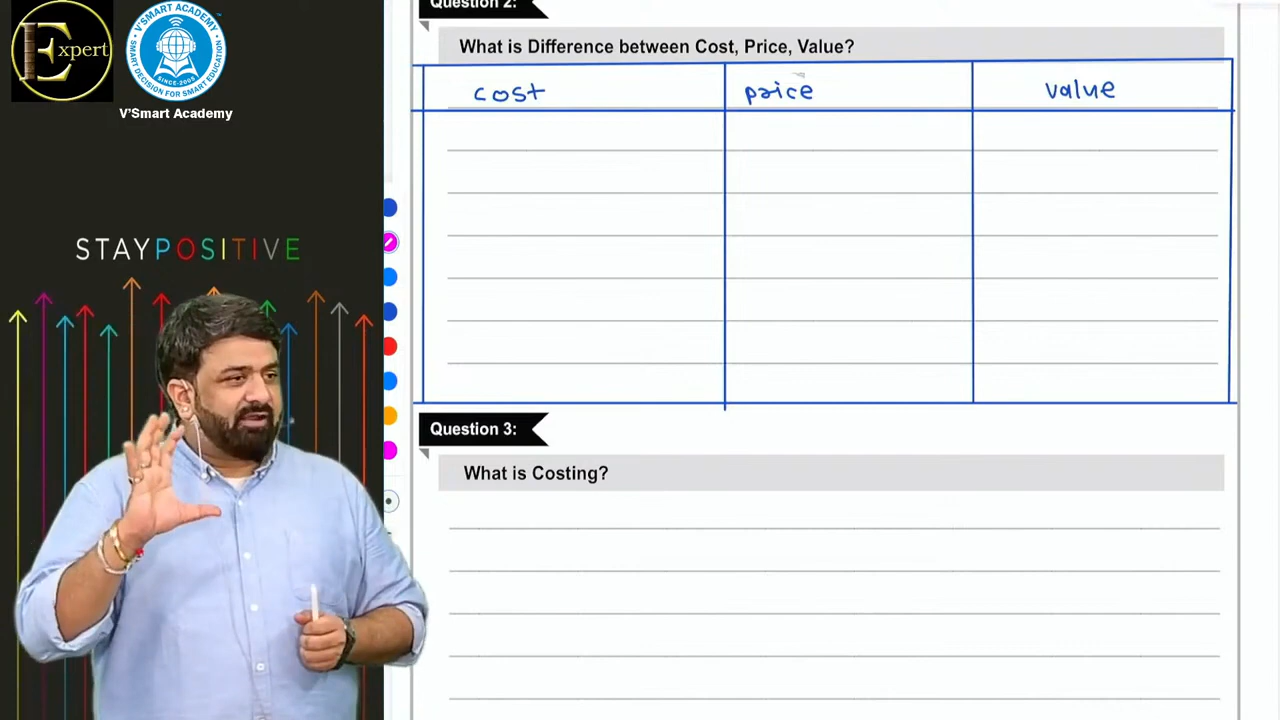 Expert
V'SMART ACADEMY
SMART DECISION FOR SMART EDUCATION
SINCE-2005
V'Smart Academy
STAYPOSITIVE
Question 2:
What is Difference between Cost, Price, Value?
cost price value
Question 3:
What is Costing?